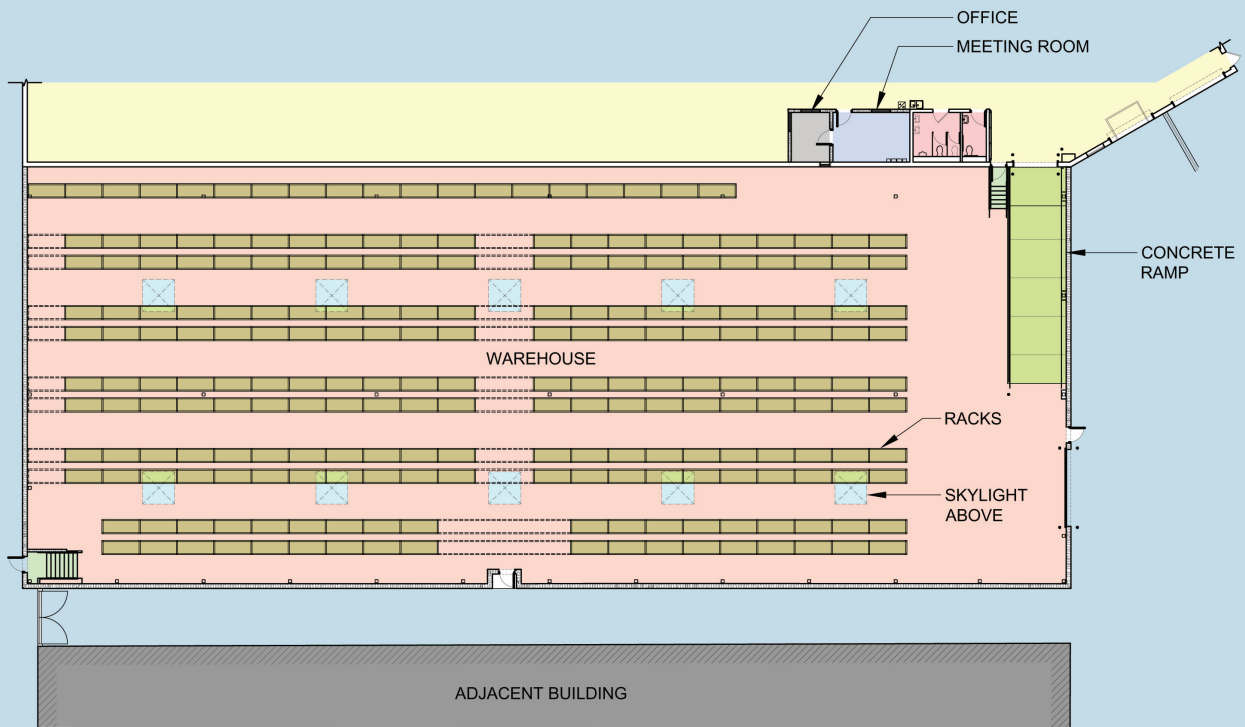 OFFICE
MEETING ROOM
CONCRETE
RAMP
WAREHOUSE
RACKS
SKYLIGHT
ABOVE
ADJACENT BUILDING